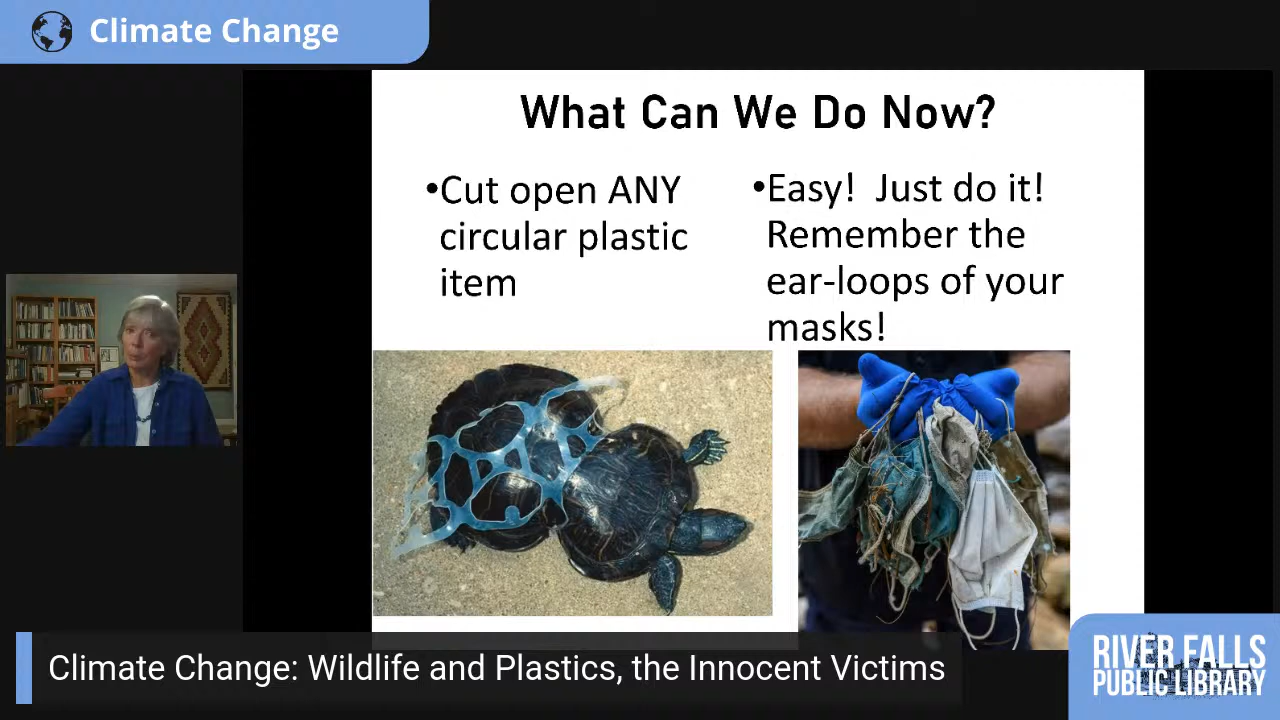 Climate Change
What Can We Do Now?
•Cut open ANY
circular plastic
item
•Easy! Just do it!
Remember the
ear-loops of your
masks!
Climate Change: Wildlife and Plastics, the Innocent Victims
RIVER FALLS
PUBLIC LIBRARY